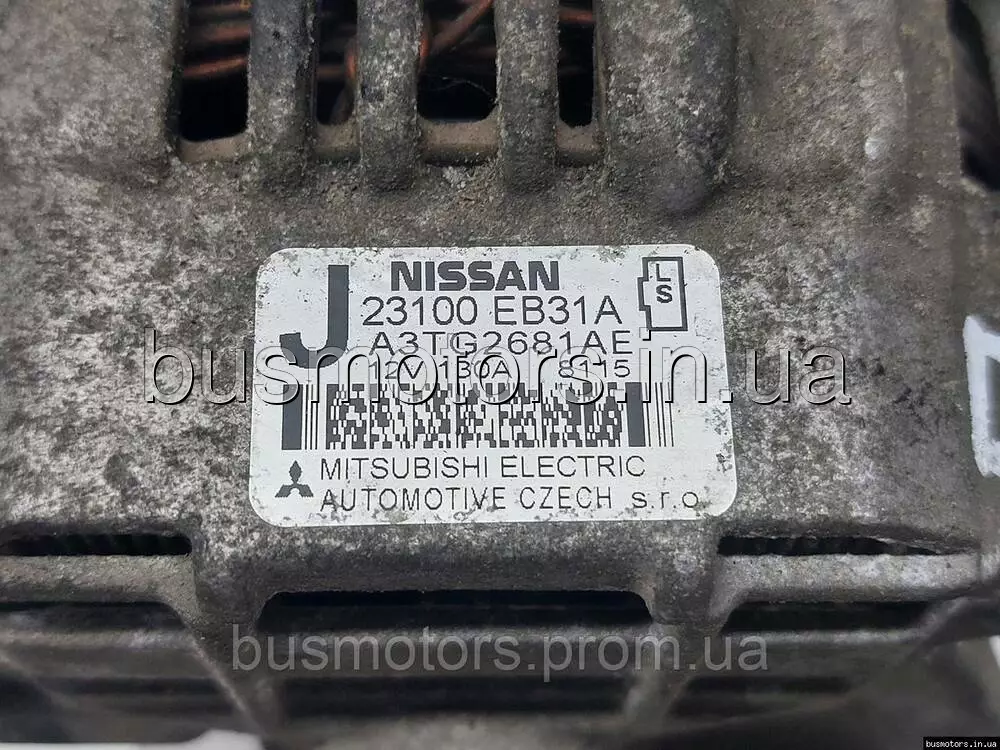 J
NISSAN
L
S
23100 EB31A
A3TG2681AE
12V 130A 8115
busmotors.in.ua
MITSUBISHI ELECTRIC
AUTOMOTIVE CZECH s.r.o
busmotors.prom.ua
busmotors.in.ua